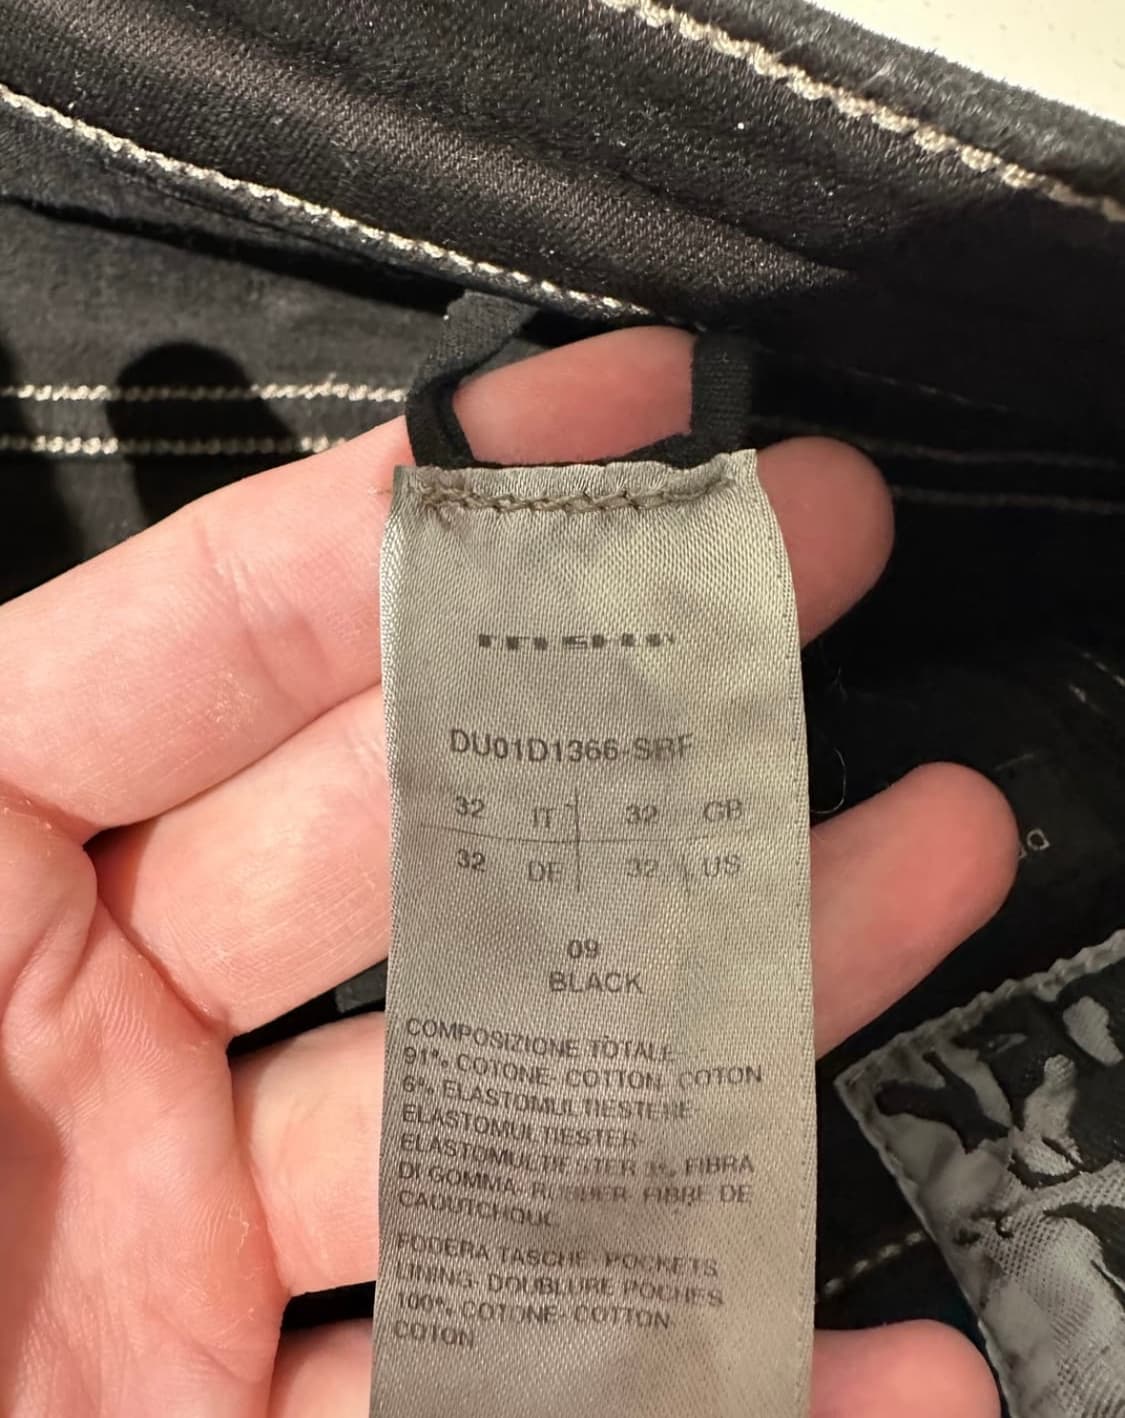 DU01D1366-SBF
32 IT 32 GB
32 DE 32 US
09
BLACK
COMPOSIZIONE TOTALE-
91% COTONE- COTTON COTON
6% ELASTOMULTIESTERE-
ELASTOMULTIESTER-
ELASTOMULTIESTER 3% FIBRA
DI GOMMA- RUBBER FIBRE DE
CAOUTCHOUC
FODERA TASCHE- POCKETS
LINING- DOUBLURE POCHES
100% COTONE- COTTON
COTON